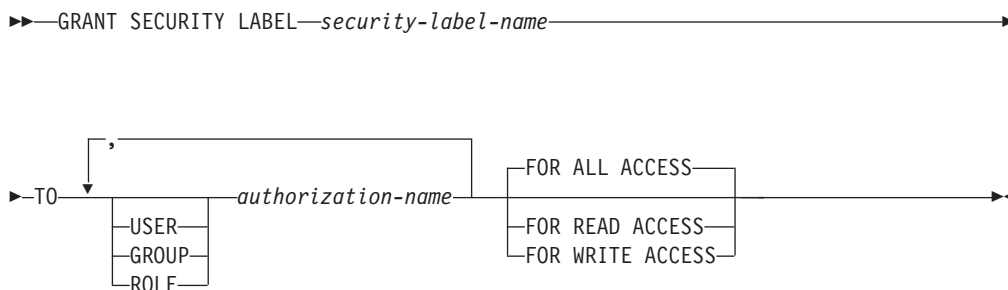 GRANT SECURITY LABEL security-label-name
,
TO authorization-name
USER
GROUP
ROLE
FOR ALL ACCESS
FOR READ ACCESS
FOR WRITE ACCESS